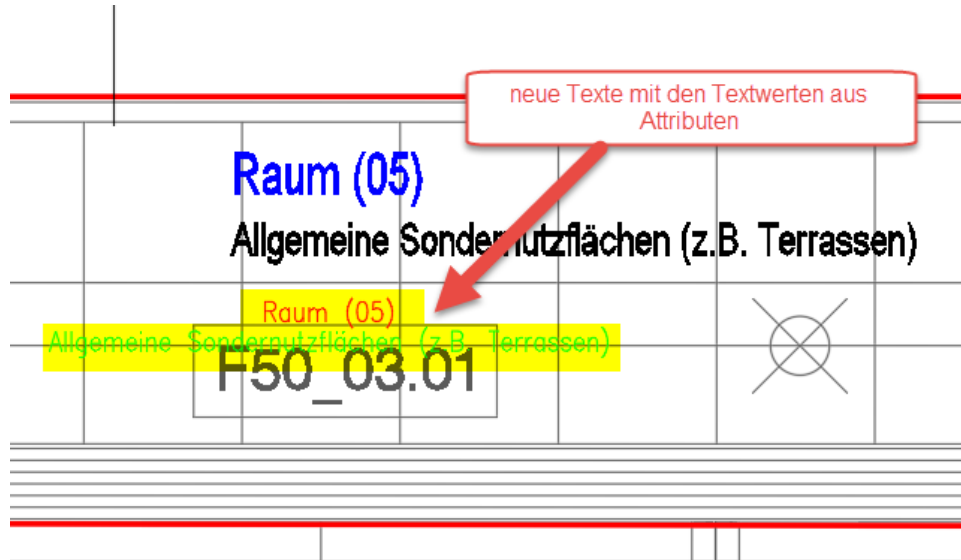 neue Texte mit den Textwerten aus
Attributen
Raum (05)
Allgemeine Sondernutzflächen (z.B. Terrassen)
Raum (05)
Allgemeine Sondernutzflächen (z.B. Terrassen)
F50_03.01